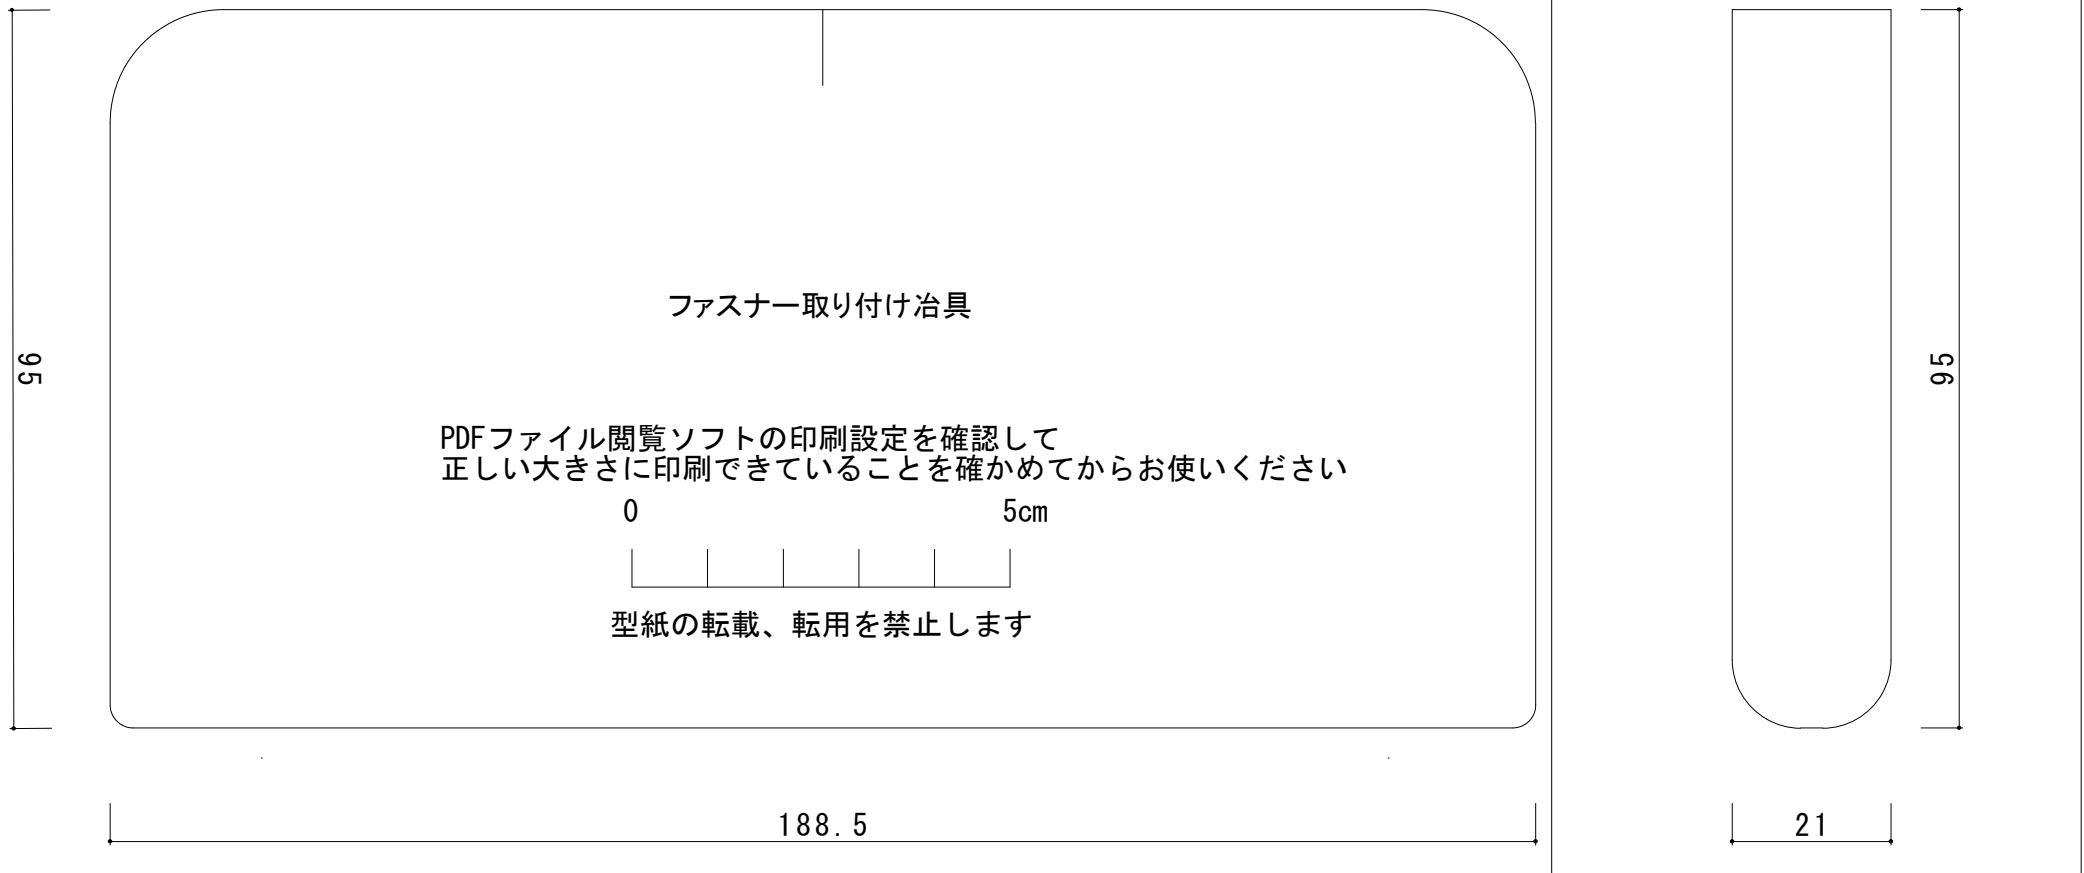 ファスナー取り付け冶具
95
95
PDFファイル閲覧ソフトの印刷設定を確認して
正しい大きさに印刷できていることを確かめてからお使いください
0 5cm
型紙の転載、転用を禁止します
188.5
21